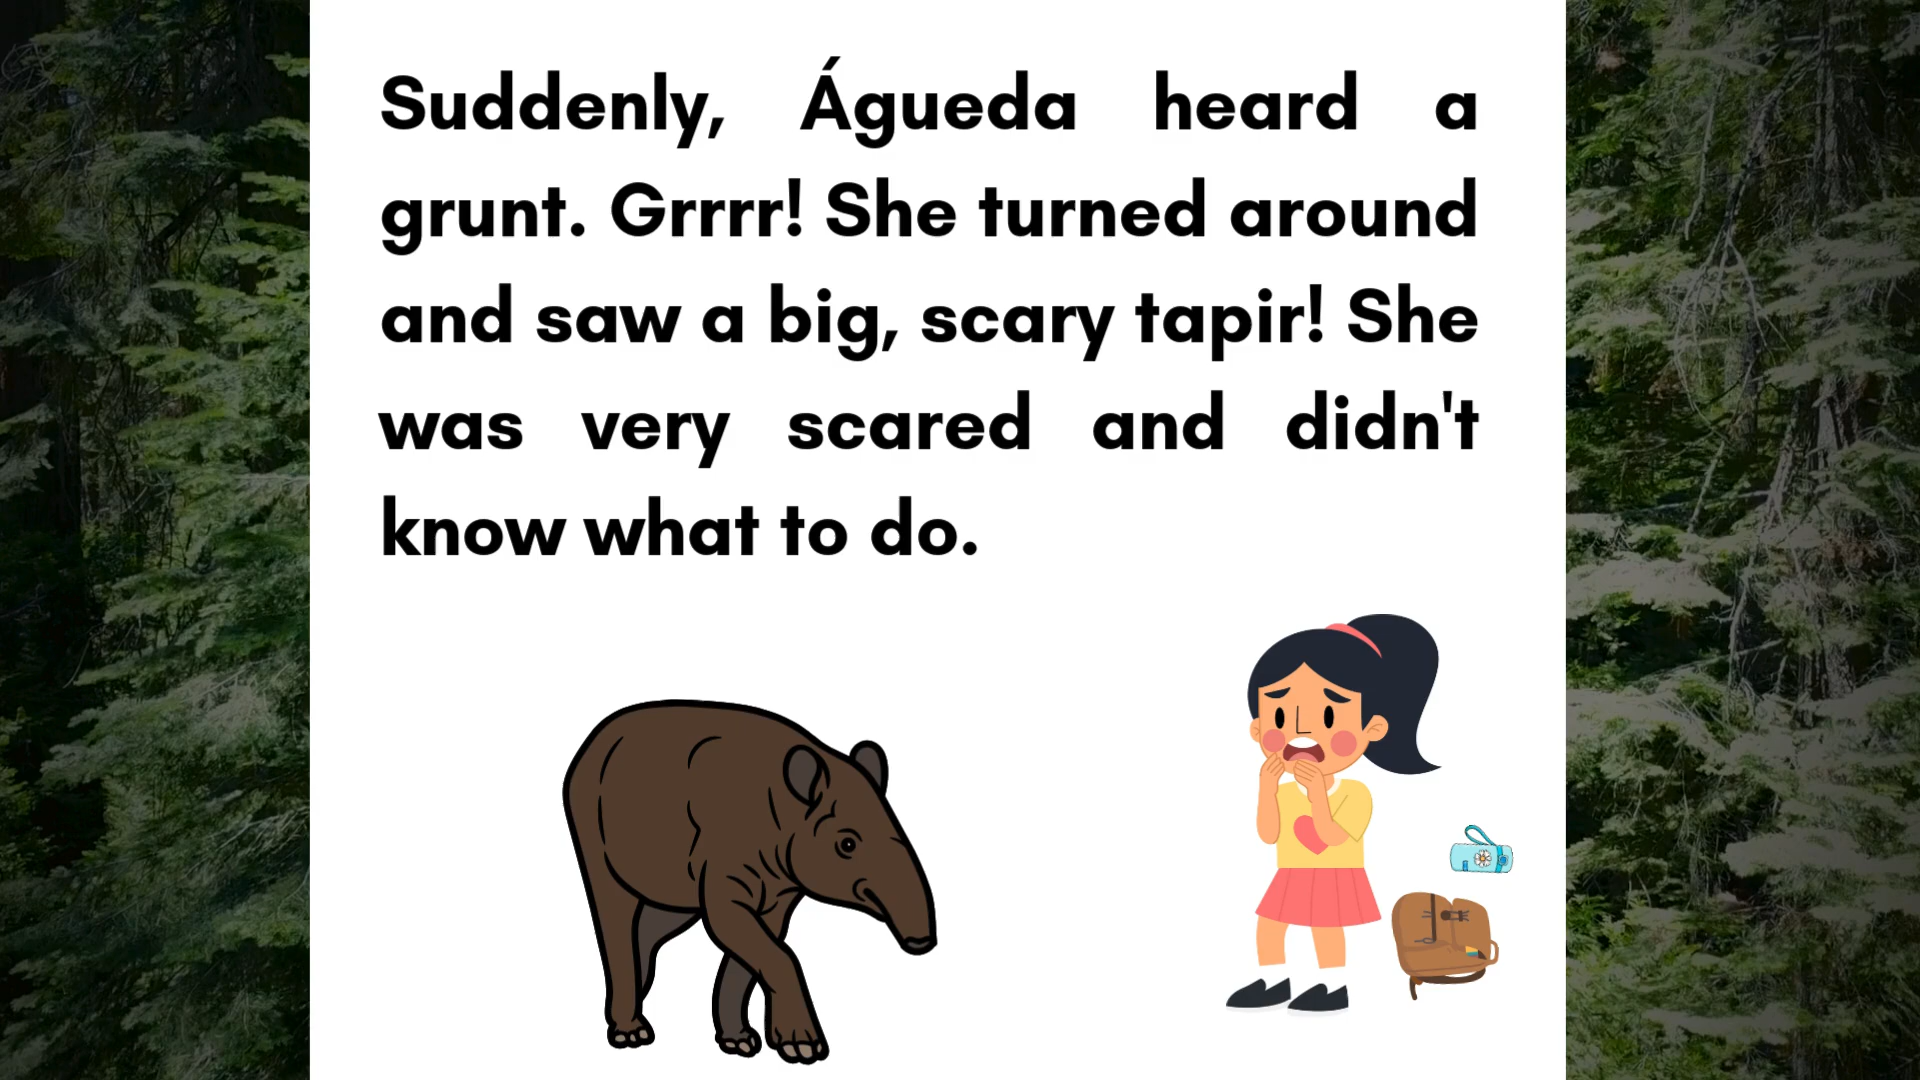 Suddenly, Águeda heard a
grunt. Grrrr! She turned around
and saw a big, scary tapir! She
was very scared and didn't
know what to do.